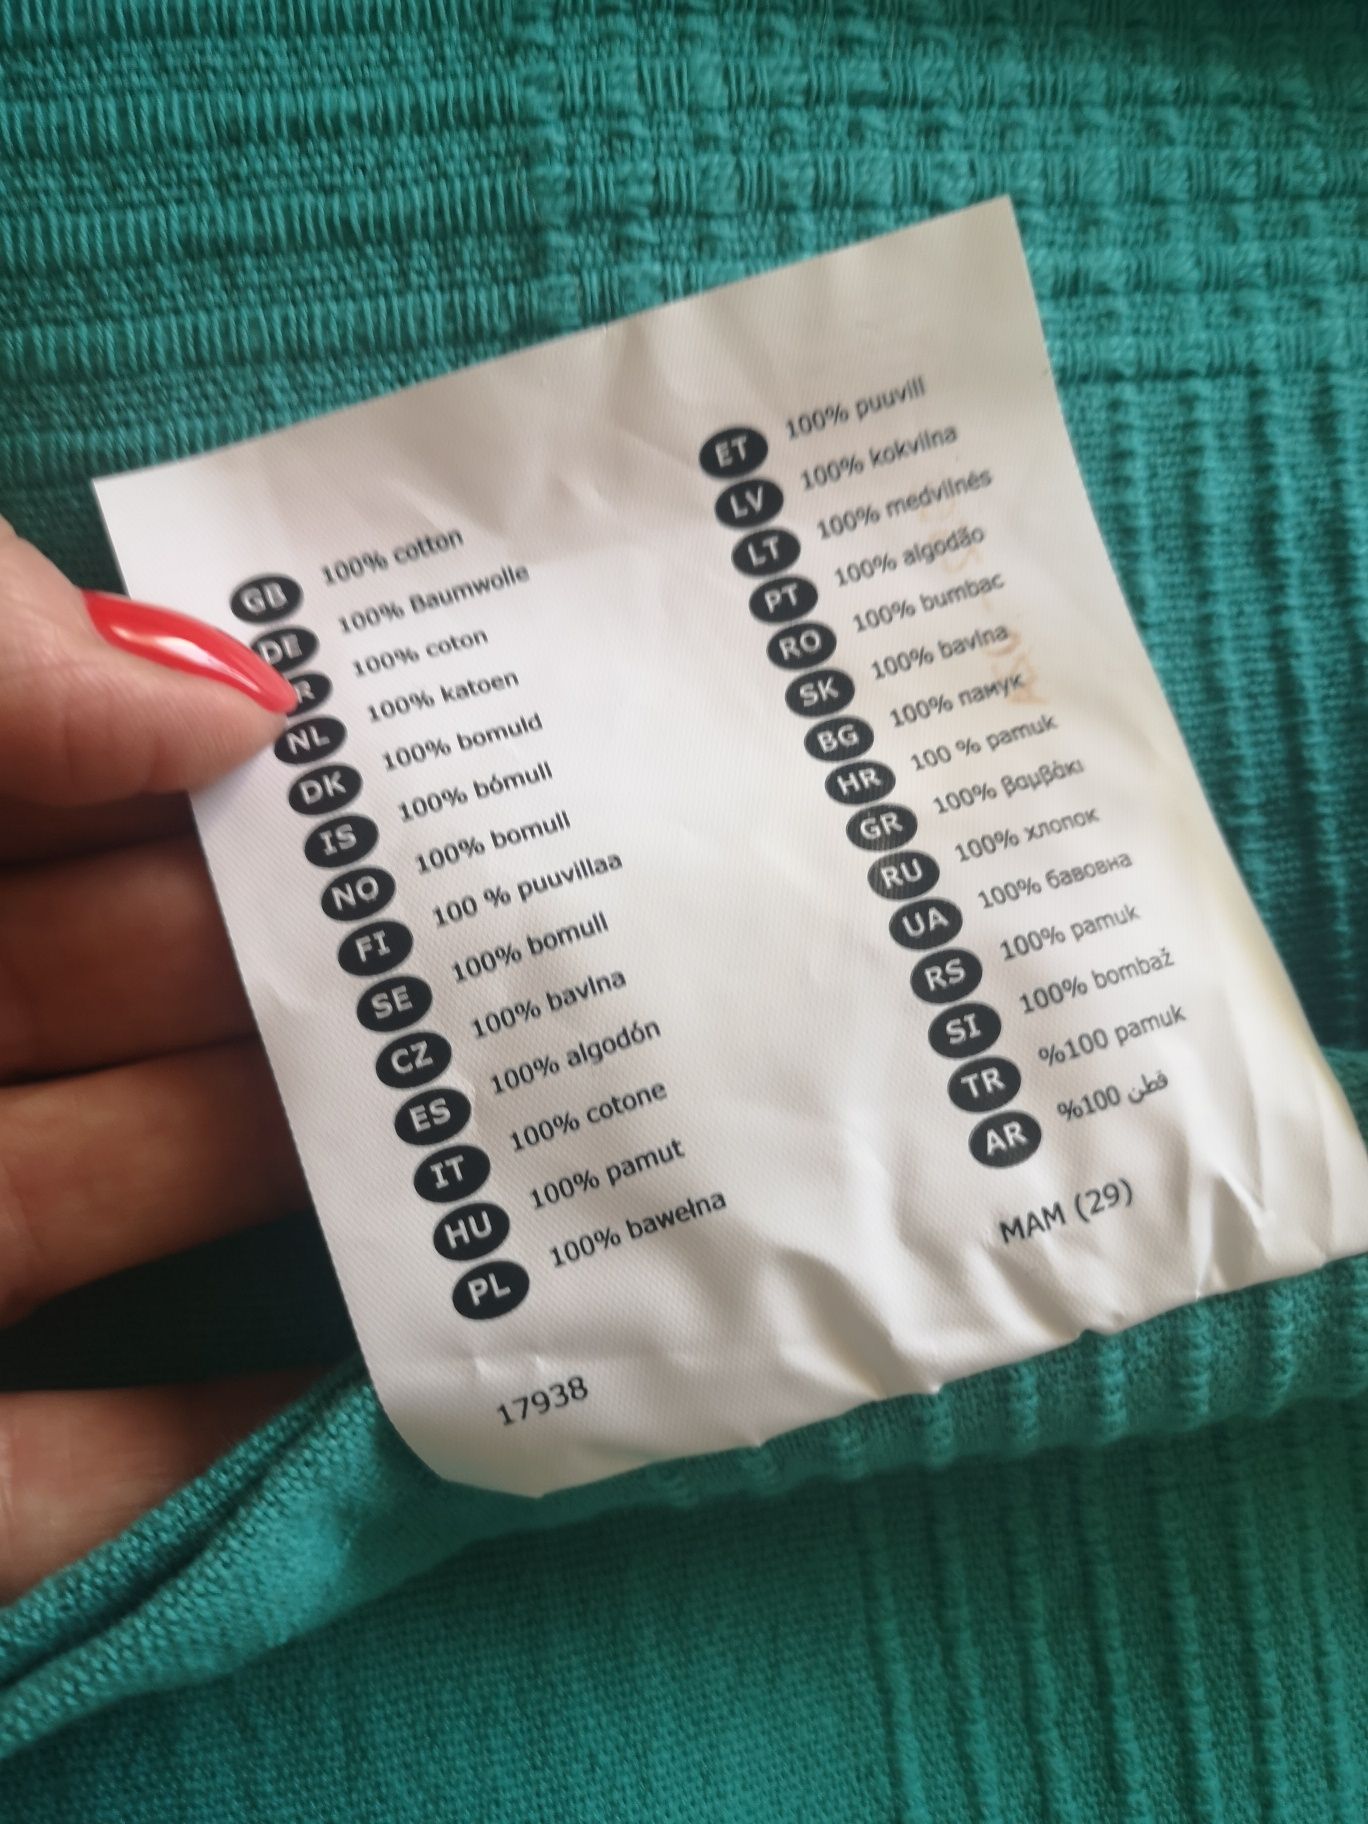 GB 100% cotton
DE 100% Baumwolle
R 100% coton
NL 100% katoen
DK 100% bomuld
IS 100% bómull
NO 100% bomull
FI 100 % puuvillaa
SE 100% bomull
CZ 100% bavlna
ES 100% algodón
IT 100% cotone
HU 100% pamut
PL 100% bawełna
17938
ET 100% puuvill
LV 100% kokvilna
LT 100% medvilnės
PT 100% algodão
RO 100% bumbac
SK 100% bavlna
BG 100% памук
HR 100 % pamuk
GR 100% βαμβάκι
RU 100% хлопок
UA 100% бавовна
RS 100% pamuk
SI 100% bombaž
TR %100 pamuk
AR %100 قطن
MAM (29)